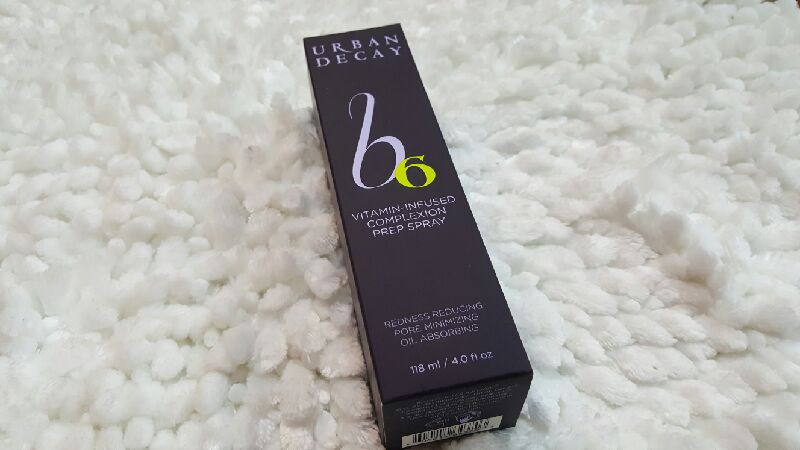 URBAN
DECAY
b6
VITAMIN-INFUSED
COMPLEXION
PREP SPRAY
REDNESS REDUCING
PORE MINIMIZING
OIL ABSORBING
118 ml / 4.0 fl oz